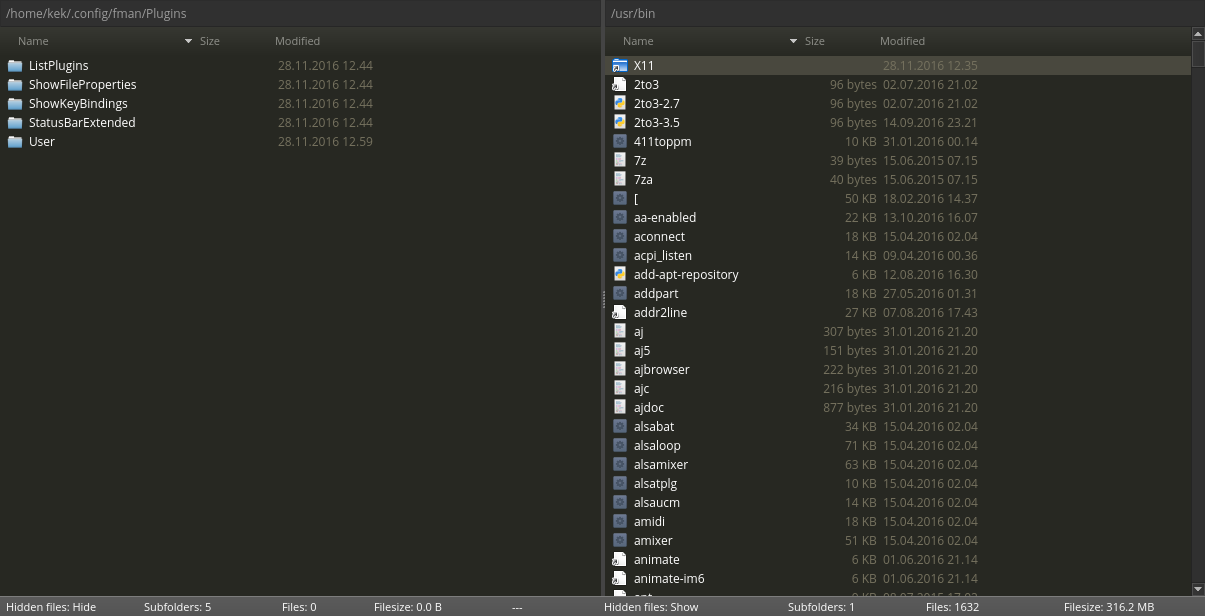 /home/kek/.config/fman/Plugins
Name Size Modified
ListPlugins 28.11.2016 12.44
ShowFileProperties 28.11.2016 12.44
ShowKeyBindings 28.11.2016 12.44
StatusBarExtended 28.11.2016 12.44
User 28.11.2016 12.59
/usr/bin
Name Size Modified
X11 28.11.2016 12.35
2to3 96 bytes 02.07.2016 21.02
2to3-2.7 96 bytes 02.07.2016 21.02
2to3-3.5 96 bytes 14.09.2016 23.21
411toppm 10 KB 31.01.2016 00.14
7z 39 bytes 15.06.2015 07.15
7za 40 bytes 15.06.2015 07.15
[ 50 KB 18.02.2016 14.37
aa-enabled 22 KB 13.10.2016 16.07
aconnect 18 KB 15.04.2016 02.04
acpi_listen 14 KB 09.04.2016 00.36
add-apt-repository 6 KB 12.08.2016 16.30
addpart 18 KB 27.05.2016 01.31
addr2line 27 KB 07.08.2016 17.43
aj 307 bytes 31.01.2016 21.20
aj5 151 bytes 31.01.2016 21.20
ajbrowser 222 bytes 31.01.2016 21.20
ajc 216 bytes 31.01.2016 21.20
ajdoc 877 bytes 31.01.2016 21.20
alsabat 34 KB 15.04.2016 02.04
alsaloop 71 KB 15.04.2016 02.04
alsamixer 63 KB 15.04.2016 02.04
alsatplg 10 KB 15.04.2016 02.04
alsaucm 14 KB 15.04.2016 02.04
amidi 18 KB 15.04.2016 02.04
amixer 51 KB 15.04.2016 02.04
animate 6 KB 01.06.2016 21.14
animate-im6 6 KB 01.06.2016 21.14
Hidden files: Hide Subfolders: 5 Files: 0 Filesize: 0.0 B --- Hidden files: Show Subfolders: 1 Files: 1632 Filesize: 316.2 MB